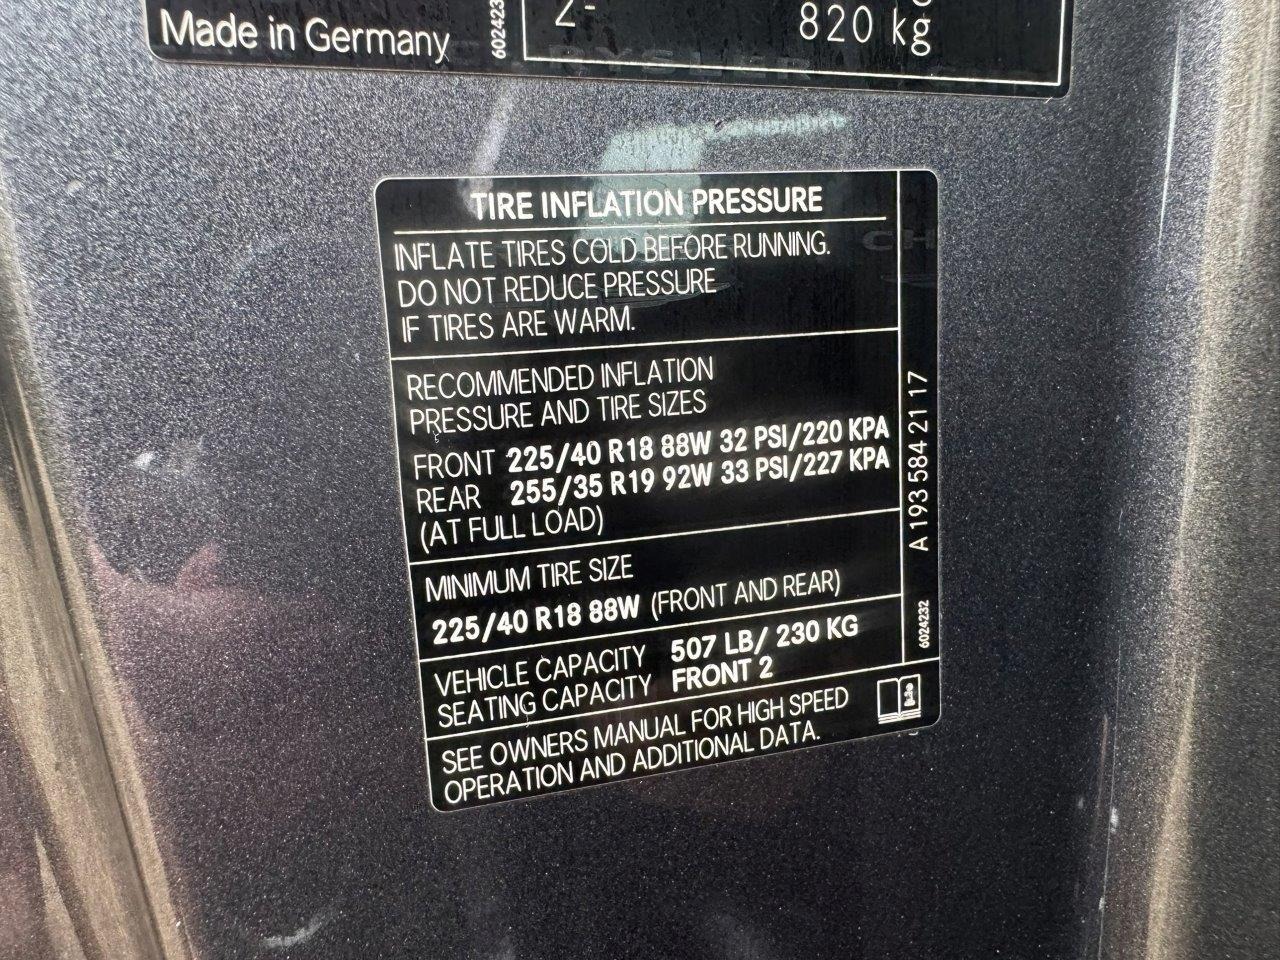 Made in Germany
602423
2-
820 kg
CHRYSLER
TIRE INFLATION PRESSURE
INFLATE TIRES COLD BEFORE RUNNING.
DO NOT REDUCE PRESSURE
IF TIRES ARE WARM.
RECOMMENDED INFLATION
PRESSURE AND TIRE SIZES
FRONT 225/40 R18 88W 32 PSI/220 KPA
REAR 255/35 R19 92W 33 PSI/227 KPA
(AT FULL LOAD)
MINIMUM TIRE SIZE
225/40 R18 88W (FRONT AND REAR)
VEHICLE CAPACITY 507 LB/ 230 KG
SEATING CAPACITY FRONT 2
SEE OWNERS MANUAL FOR HIGH SPEED
OPERATION AND ADDITIONAL DATA.
A 193 584 21 17
6024232